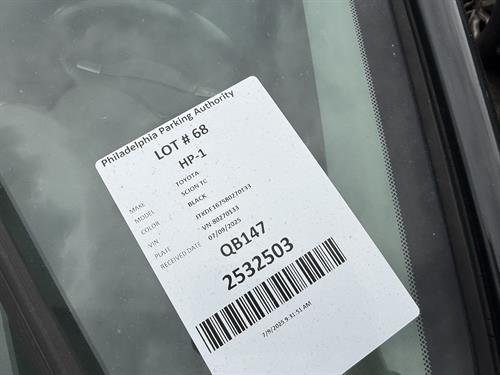 Philadelphia Parking Authority
LOT # 68
HP-1
MAKE TOYOTA
MODEL SCION TC
COLOR BLACK
VIN JTKDE167580270133
PLATE VN 80270133
RECEIVED DATE 07/09/2025
QB147
2532503
7/9/2025 9:31:51 AM